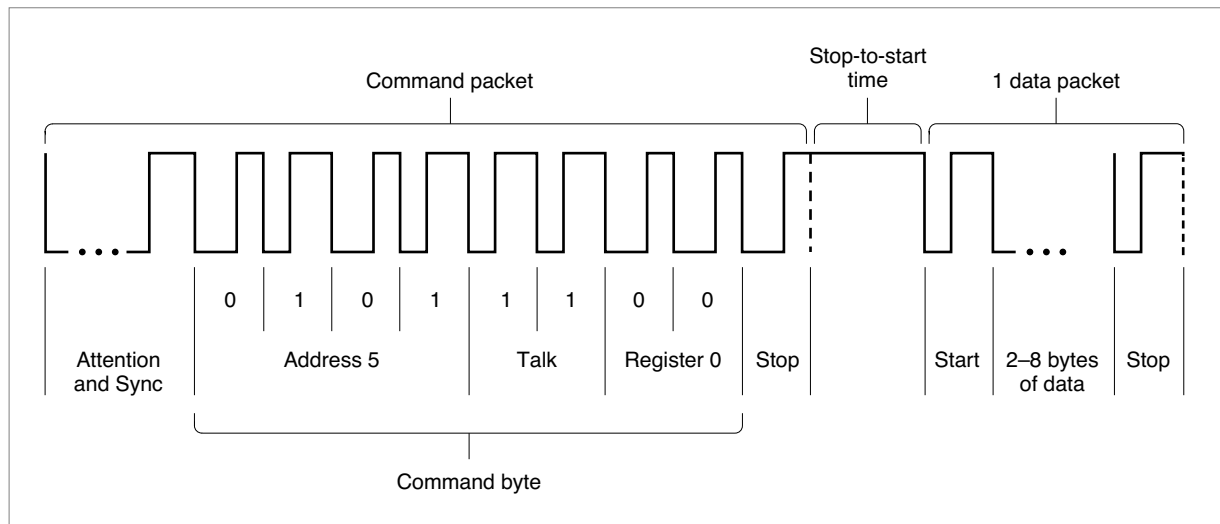 Stop-to-start
time
Command packet
1 data packet
0 1 0 1 1 1 0 0
Attention
and Sync
Address 5
Talk
Register 0
Stop
Start
2–8 bytes
of data
Stop
Command byte